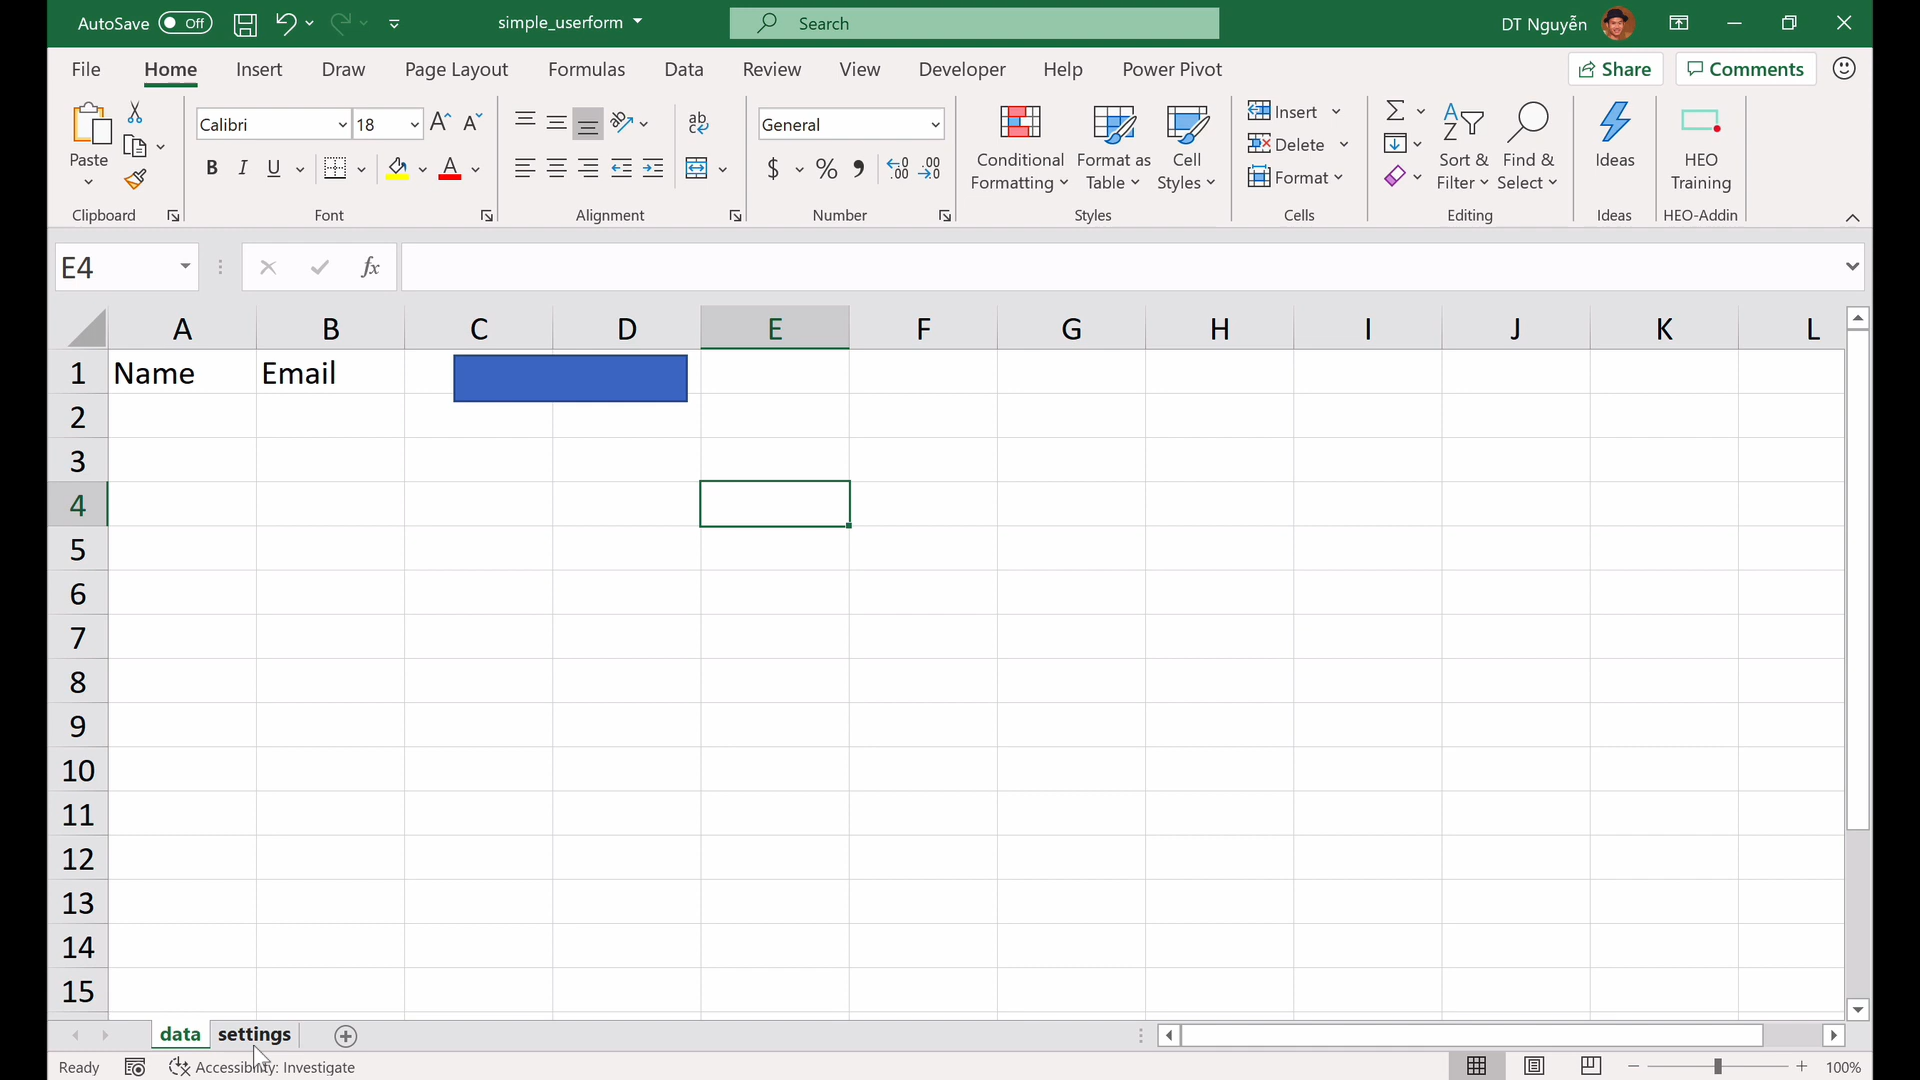 AutoSave Off simple_userform Search DT Nguyễn
File Home Insert Draw Page Layout Formulas Data Review View Developer Help Power Pivot Share Comments
Paste
Clipboard
Calibri 18
B I U A
Font
ab
Alignment
General
$ % .00 .00
Number
Conditional Formatting
Format as Table
Cell Styles
Styles
Insert
Delete
Format
Cells
Sort & Filter
Find & Select
Editing
Ideas
Ideas
HEO Training
HEO-Addin
E4 fx
A B C D E F G H I J K L
1 Name Email
2
3
4
5
6
7
8
9
10
11
12
13
14
15
data settings
Ready Accessibility: Investigate 100%